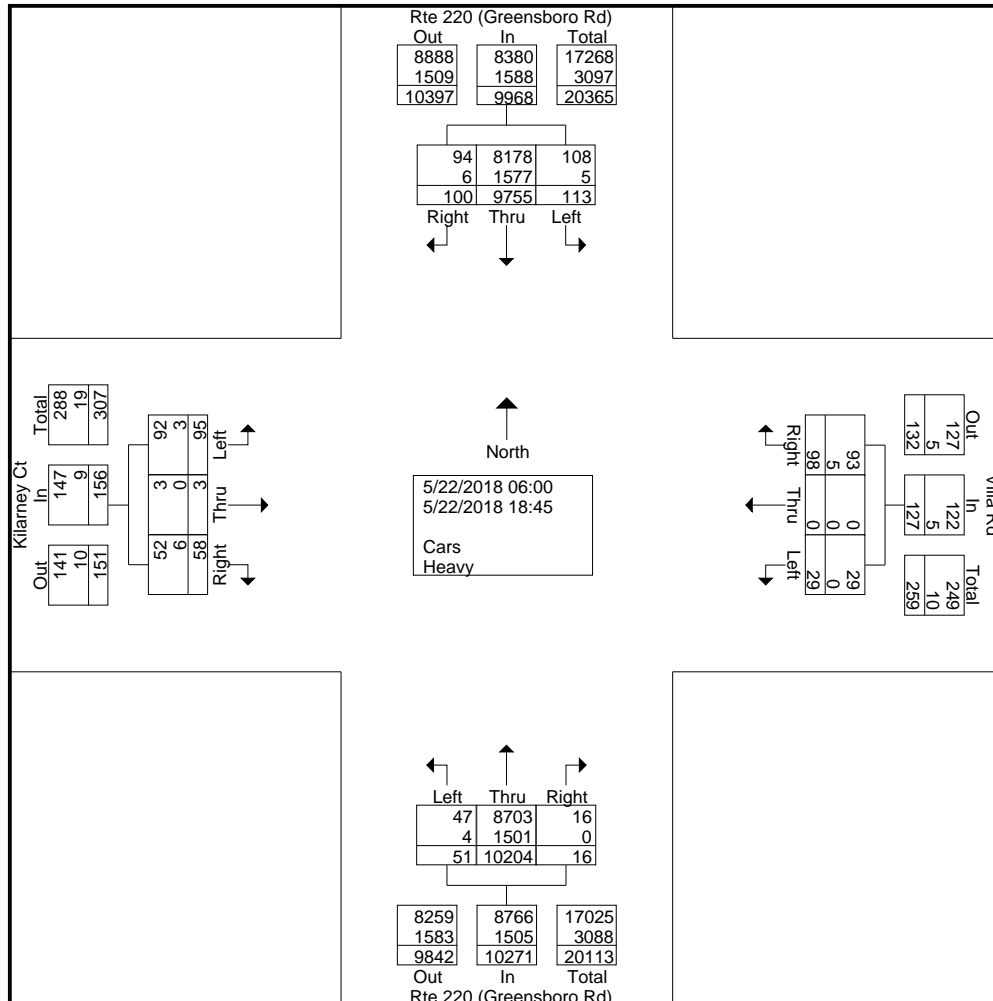 Rte 220 (Greensboro Rd)
Out In Total
8888 8380 17268
1509 1588 3097
10397 9968 20365
94 8178 108
6 1577 5
100 9755 113
Right Thru Left
Kilarney Ct
Total In Out
288 147 141
19 9 10
307 156 151
92 3 52
3 0 6
95 3 58
Left Thru Right
North
5/22/2018 06:00
5/22/2018 18:45
Cars
Heavy
Right Thru Left
93 0 29
5 0 0
98 0 29
Out In Total
127 122 249
5 5 10
132 127 259
Villa Rd
Left Thru Right
47 8703 16
4 1501 0
51 10204 16
8259 8766 17025
1583 1505 3088
9842 10271 20113
Out In Total
Rte 220 (Greensboro Rd)